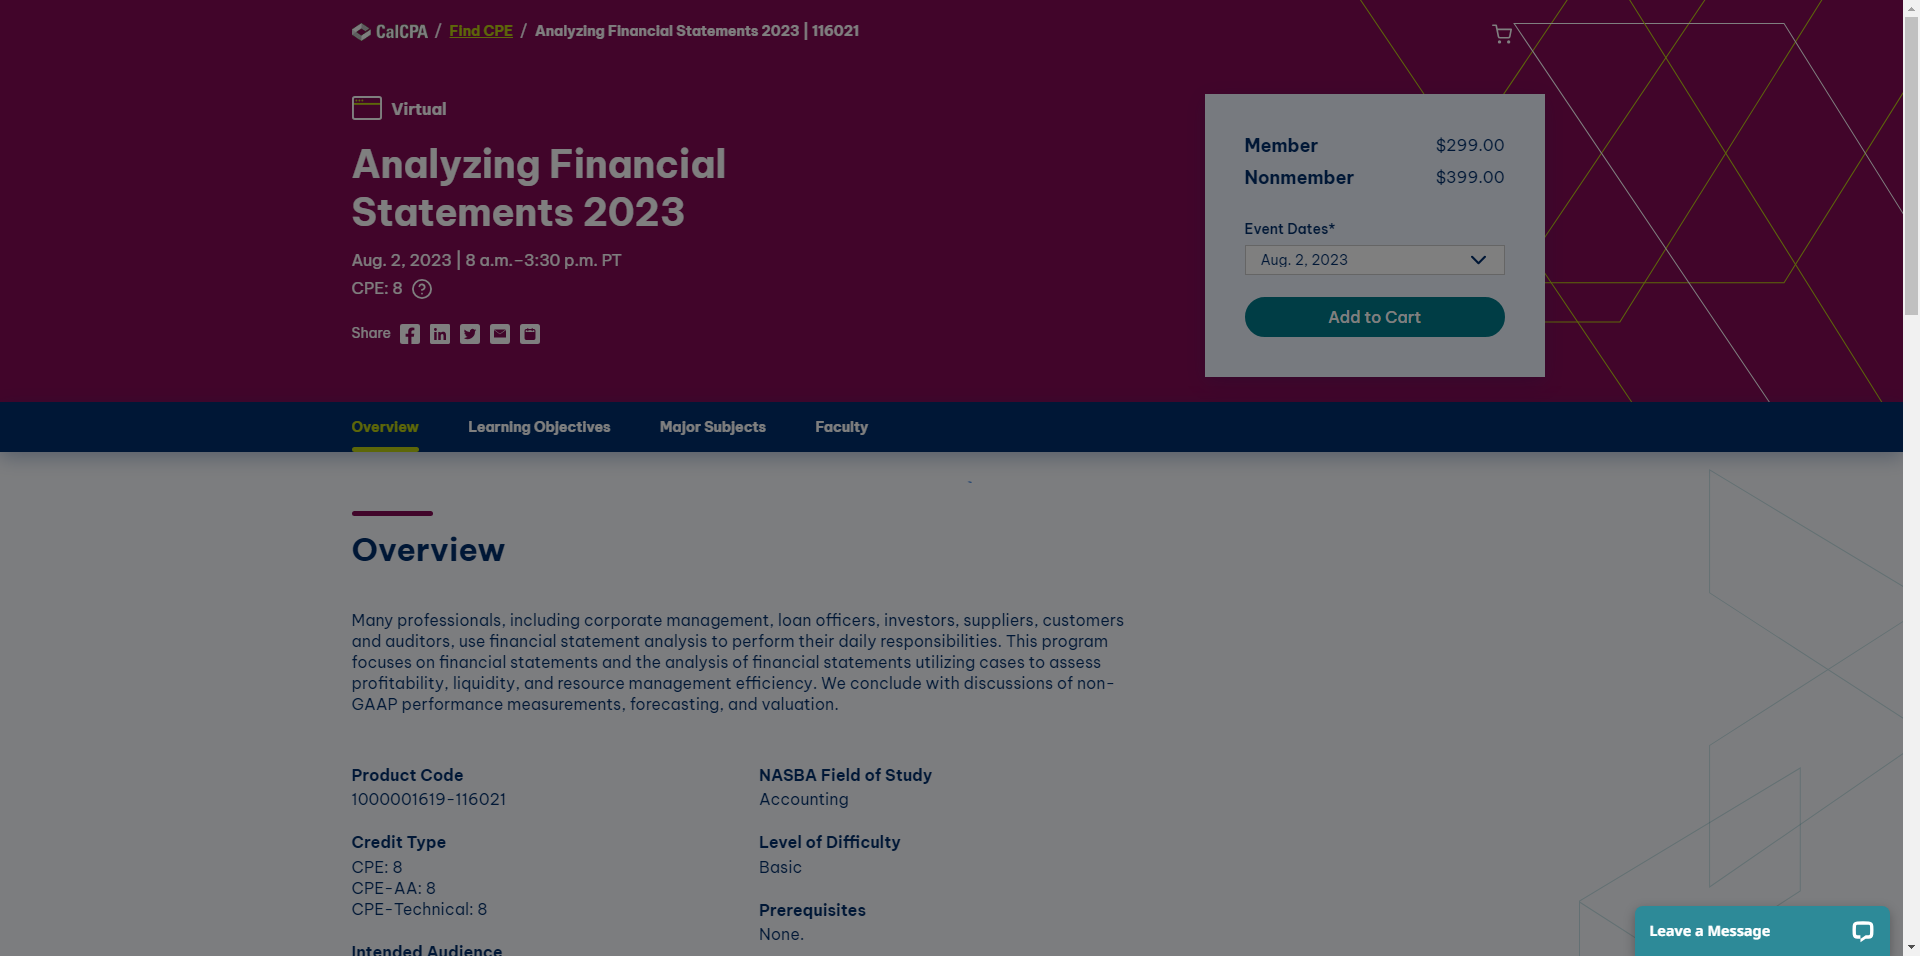 CalCPA / Find CPE / Analyzing Financial Statements 2023 | 116021
Virtual
Analyzing Financial
Statements 2023
Aug. 2, 2023 | 8 a.m.–3:30 p.m. PT
CPE: 8
Share
Member $299.00
Nonmember $399.00
Event Dates*
Aug. 2, 2023
Add to Cart
Overview Learning Objectives Major Subjects Faculty
Overview
Many professionals, including corporate management, loan officers, investors, suppliers, customers
and auditors, use financial statement analysis to perform their daily responsibilities. This program
focuses on financial statements and the analysis of financial statements utilizing cases to assess
profitability, liquidity, and resource management efficiency. We conclude with discussions of non-
GAAP performance measurements, forecasting, and valuation.
Product Code
1000001619-116021
Credit Type
CPE: 8
CPE-AA: 8
CPE-Technical: 8
Intended Audience
NASBA Field of Study
Accounting
Level of Difficulty
Basic
Prerequisites
None.
Leave a Message